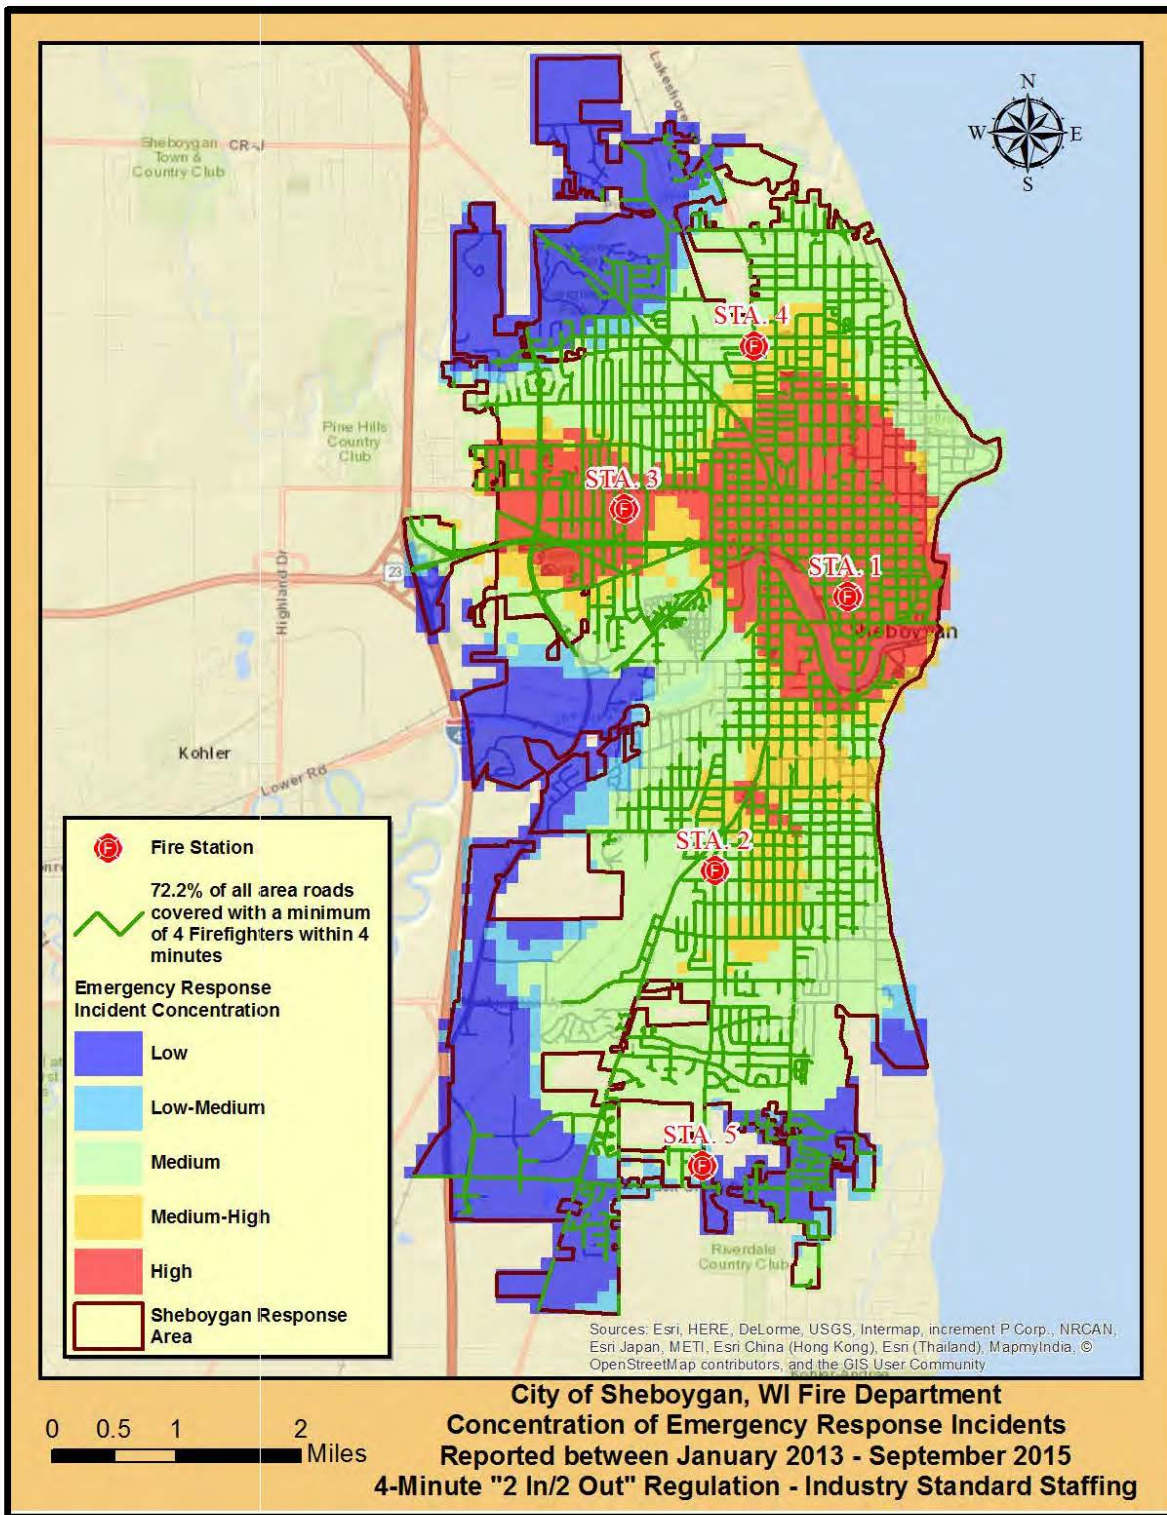 N
W
E
S
Lakeshore
Sheboygan
Town &
Country Club
CR-J
STA. 4
Pine Hills
Country
Club
STA. 3
23
Highland Dr
STA. 1
Sheboygan
Kohler
Lower Rd
STA. 2
STA. 5
Riverdale
Country Club
F
F
F
F
F
Fire Station
72.2% of all area roads
covered with a minimum
of 4 Firefighters within 4
minutes
Emergency Response
Incident Concentration
Low
Low-Medium
Medium
Medium-High
High
Sheboygan Response
Area
Sources: Esri, HERE, DeLorme, USGS, Intermap, increment P Corp., NRCAN,
Esri Japan, METI, Esri China (Hong Kong), Esri (Thailand), MapmyIndia, ©
OpenStreetMap contributors, and the GIS User Community
0 0.5 1 2
Miles
City of Sheboygan, WI Fire Department
Concentration of Emergency Response Incidents
Reported between January 2013 - September 2015
4-Minute "2 In/2 Out" Regulation - Industry Standard Staffing